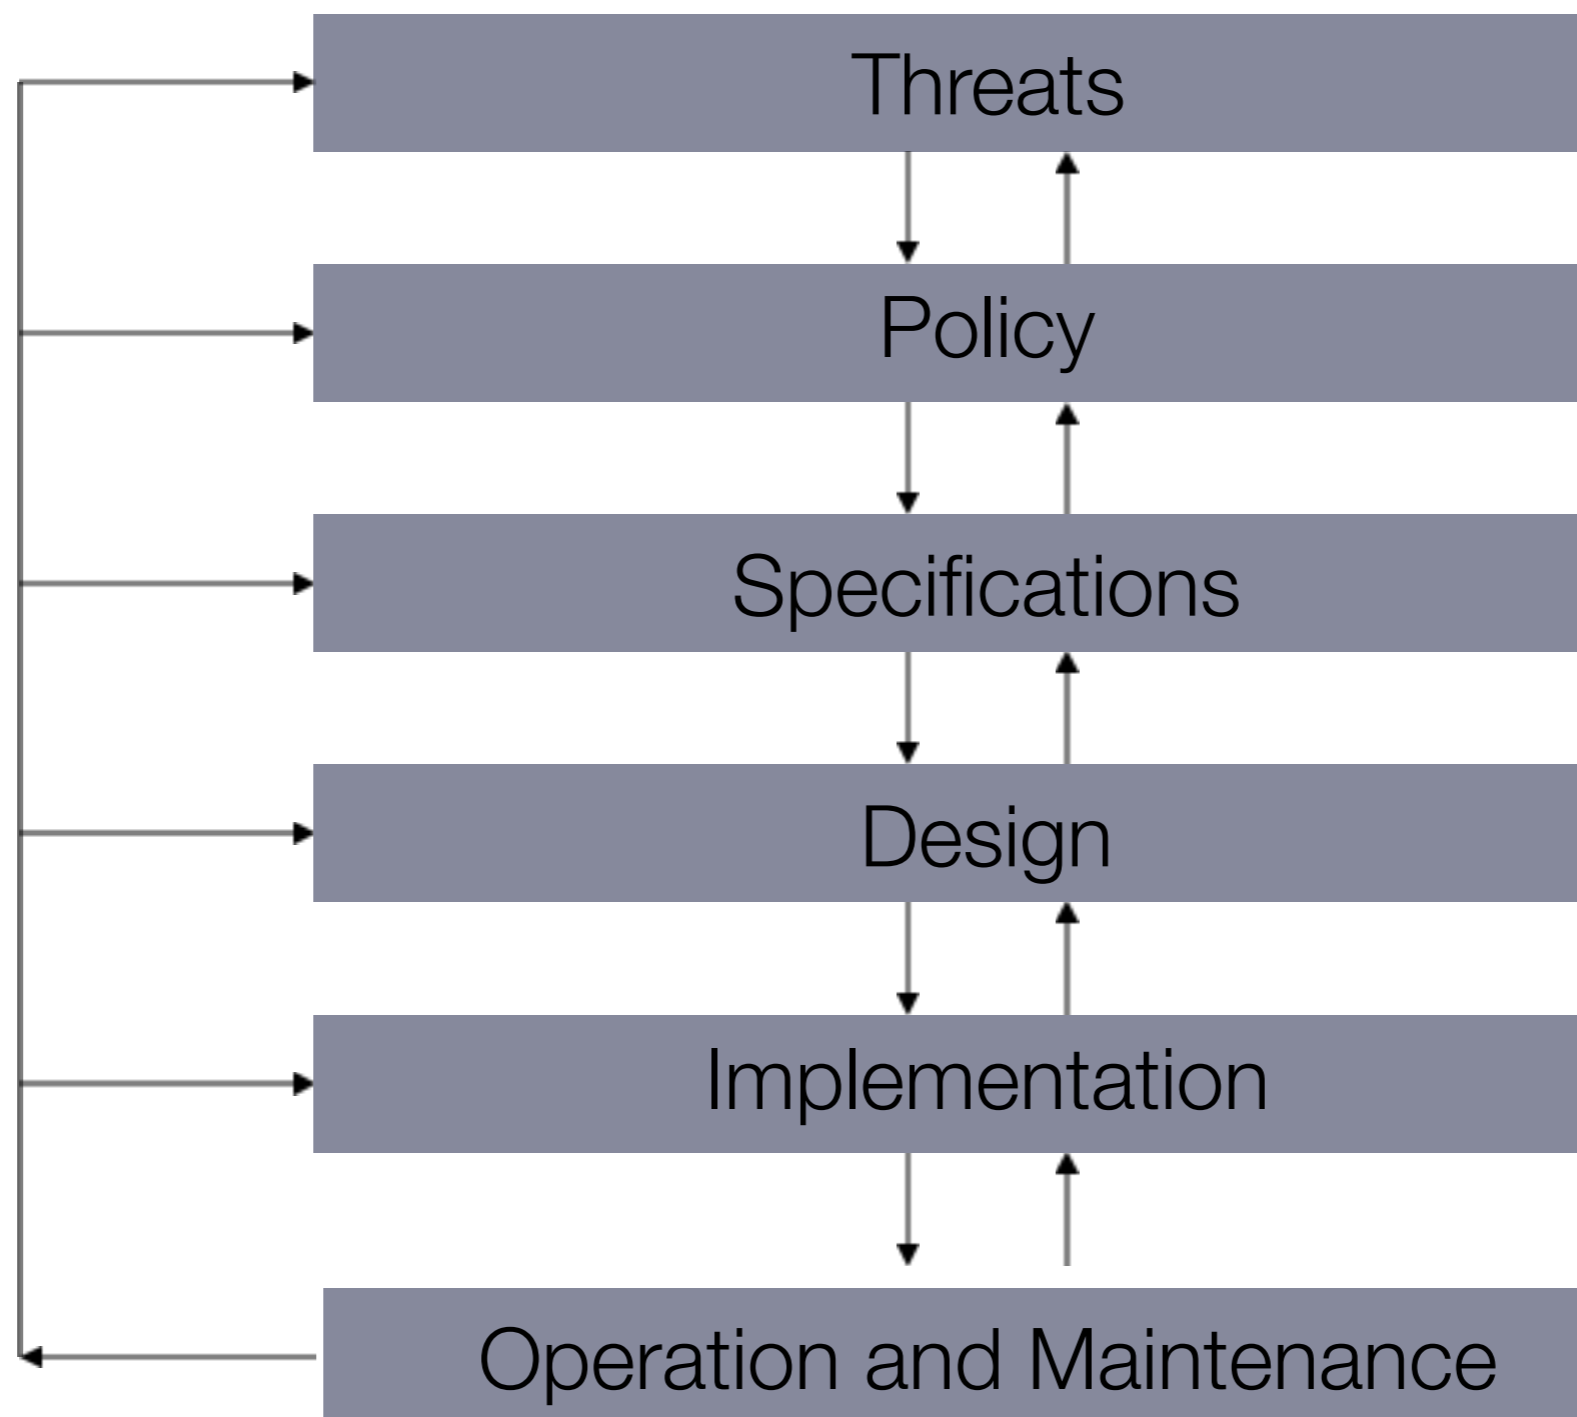 Threats
Policy
Specifications
Design
Implementation
Operation and Maintenance